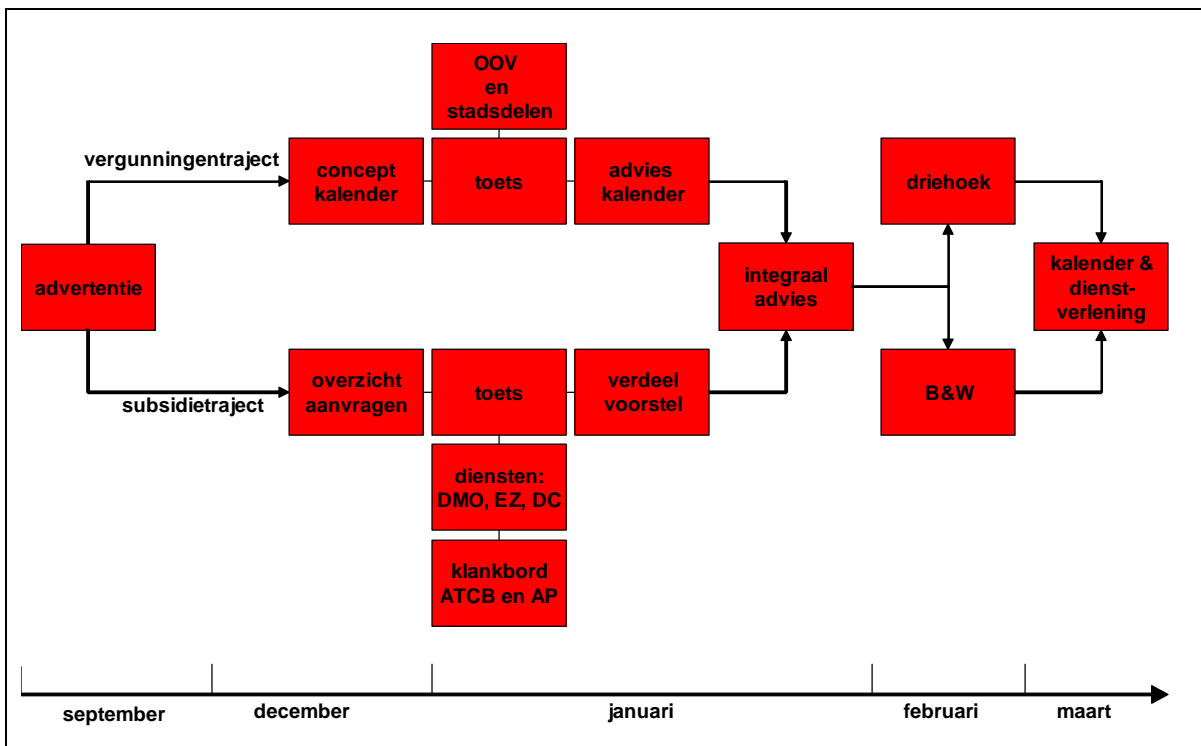 OOV
en
stadsdelen
vergunningentraject
concept
kalender
toets
advies
kalender
driehoek
advertentie
integraal
advies
kalender &
dienst-
verlening
subsidietraject
overzicht
aanvragen
toets
verdeel
voorstel
B&W
diensten:
DMO, EZ, DC
klankbord
ATCB en AP
september
december
januari
februari
maart